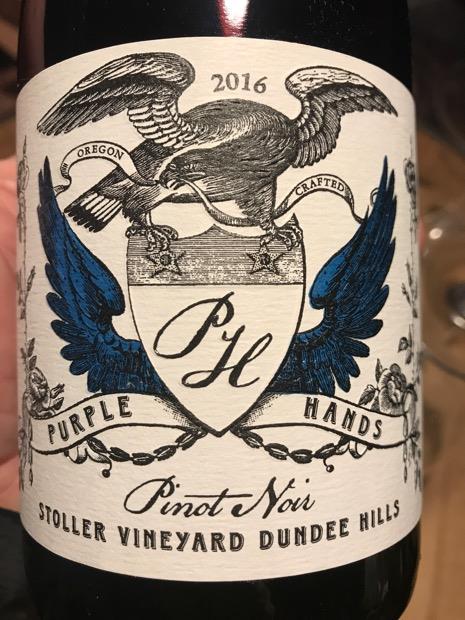 2016
OREGON
CRAFTED
PH
PURPLE HANDS
Pinot Noir
STOLLER VINEYARD DUNDEE HILLS